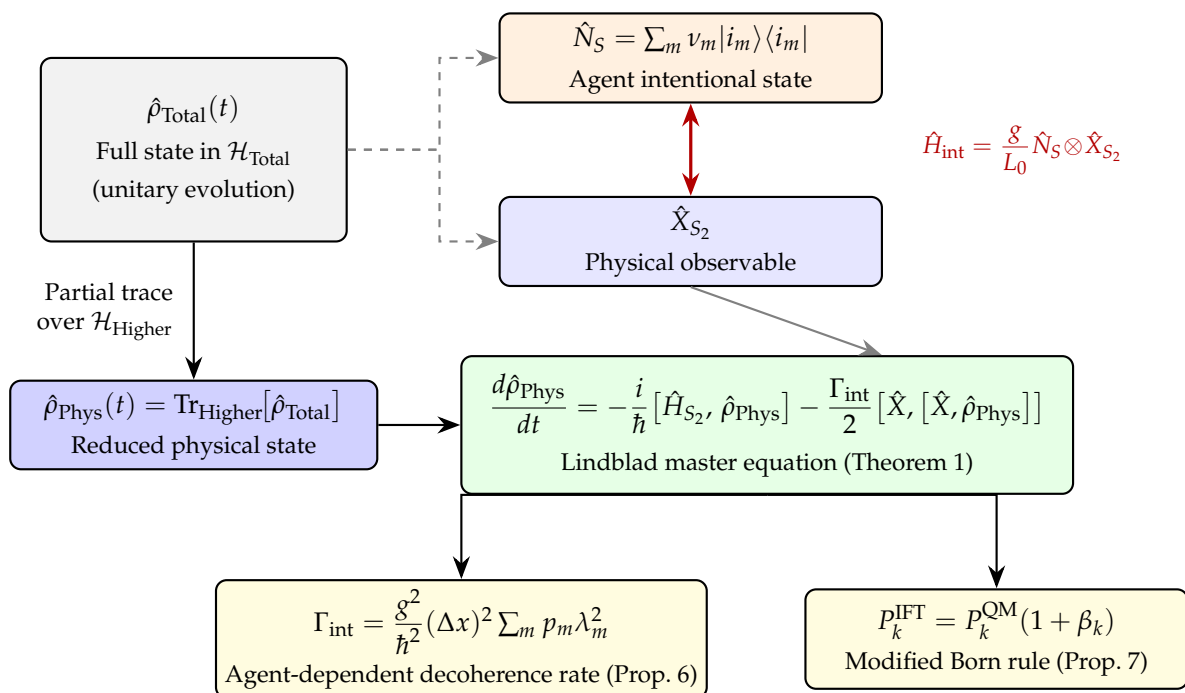 N̂_S = ∑_m ν_m|i_m⟩⟨i_m|
Agent intentional state
ρ̂_Total(t)
Full state in ℋ_Total
(unitary evolution)
Ĥ_int = g/L_0 N̂_S ⊗ X̂_{S_2}
X̂_{S_2}
Physical observable
Partial trace
over ℋ_Higher
ρ̂_Phys(t) = Tr_Higher[ρ̂_Total]
Reduced physical state
dρ̂_Phys/dt = −i/ħ [Ĥ_{S_2}, ρ̂_Phys] − Γ_int/2 [X̂, [X̂, ρ̂_Phys]]
Lindblad master equation (Theorem 1)
Γ_int = g²/ħ² (Δx)² ∑_m p_m λ_m²
Agent-dependent decoherence rate (Prop. 6)
P_k^IFT = P_k^QM(1 + β_k)
Modified Born rule (Prop. 7)